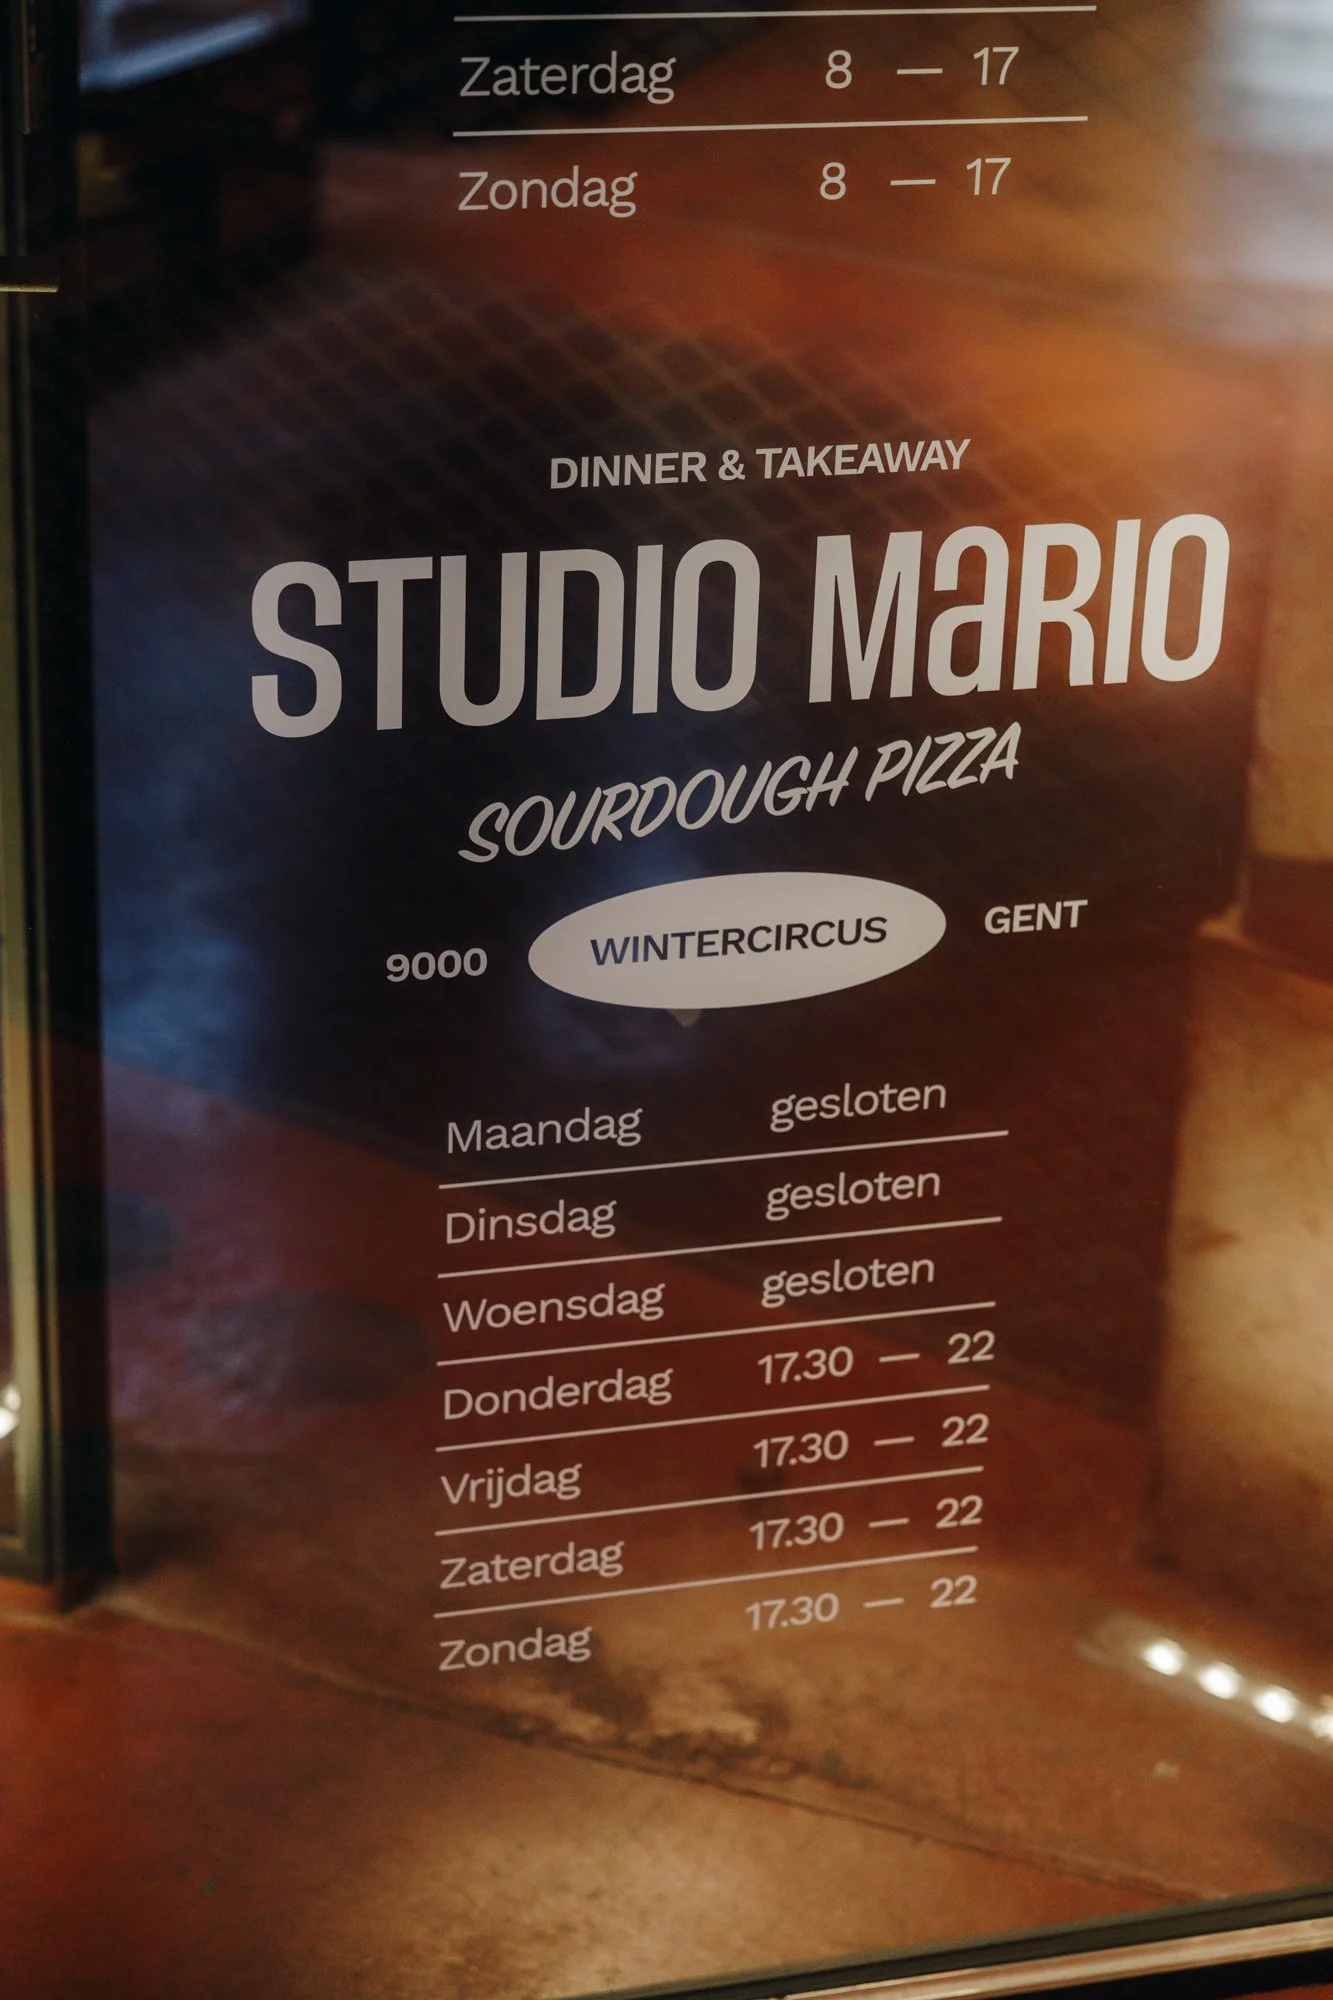 Zaterdag 8 — 17
Zondag 8 — 17
DINNER & TAKEAWAY
STUDIO MaRIO
SOURDOUGH PIZZA
9000 WINTERCIRCUS GENT
Maandag gesloten
Dinsdag gesloten
Woensdag gesloten
Donderdag 17.30 — 22
Vrijdag 17.30 — 22
Zaterdag 17.30 — 22
Zondag 17.30 — 22